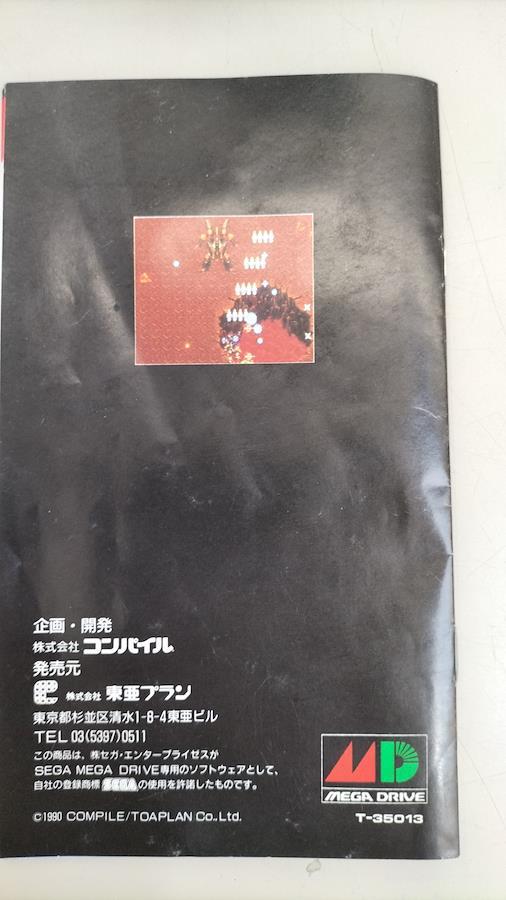 企画・開発
株式会社 コンパイル
発売元
株式会社 東亜プラン
東京都杉並区清水1-8-4東亜ビル
TEL 03(5397)0511
この商品は、㈱セガ・エンタープライゼスが
SEGA MEGA DRIVE専用のソフトウェアとして、
自社の登録商標 SEGA の使用を許諾したものです。
MD
MEGA DRIVE
©1990 COMPILE/TOAPLAN Co., Ltd.
T-35013